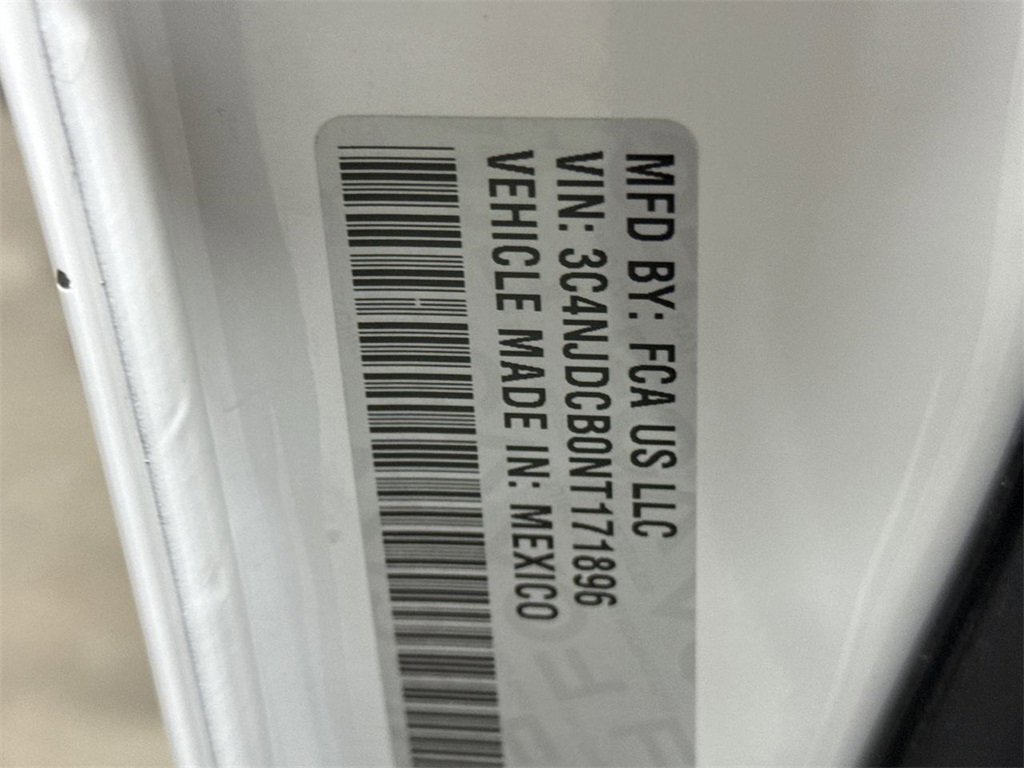 MFD BY: FCA US LLC
VIN: 3C4NJDCB0NT171896
VEHICLE MADE IN: MEXICO